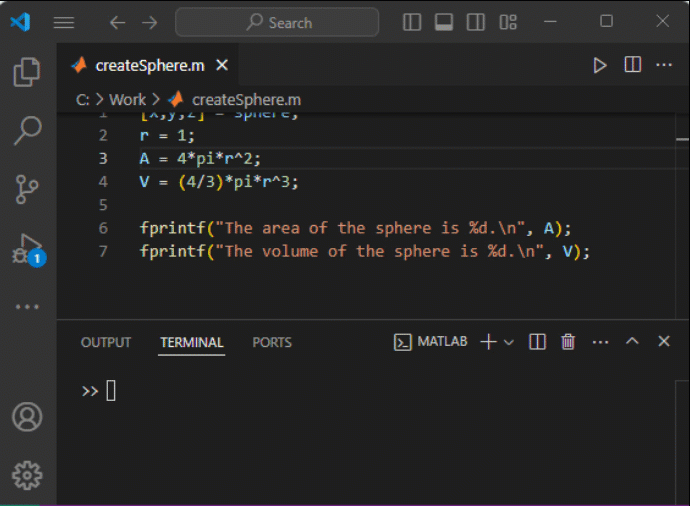 Search
createSphere.m
C: > Work > createSphere.m
1 [x,y,z] = sphere;
2 r = 1;
3 A = 4*pi*r^2;
4 V = (4/3)*pi*r^3;
5
6 fprintf("The area of the sphere is %d.\n", A);
7 fprintf("The volume of the sphere is %d.\n", V);
1
OUTPUT TERMINAL PORTS MATLAB
>>